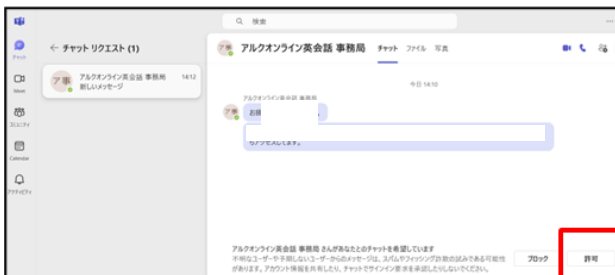 検索
チャット
チャット リクエスト (1)
ア事
アルクオンライン英会話 事務局
14:12
新しいメッセージ
ア事
アルクオンライン英会話 事務局
チャット
ファイル
写真
Meet
コミュニティ
Calendar
アクティビティ
今日 14:10
アルクオンライン英会話 事務局
ア事
アルクオンライン英会話 事務局 さんがあなたとのチャットを希望しています
不明なユーザーや予期しないユーザーからのメッセージは、スパムやフィッシング詐欺の試みである可能性
があります。アカウント情報を共有したり、チャットでサインイン要求を承認したりしないでください。
ブロック
許可